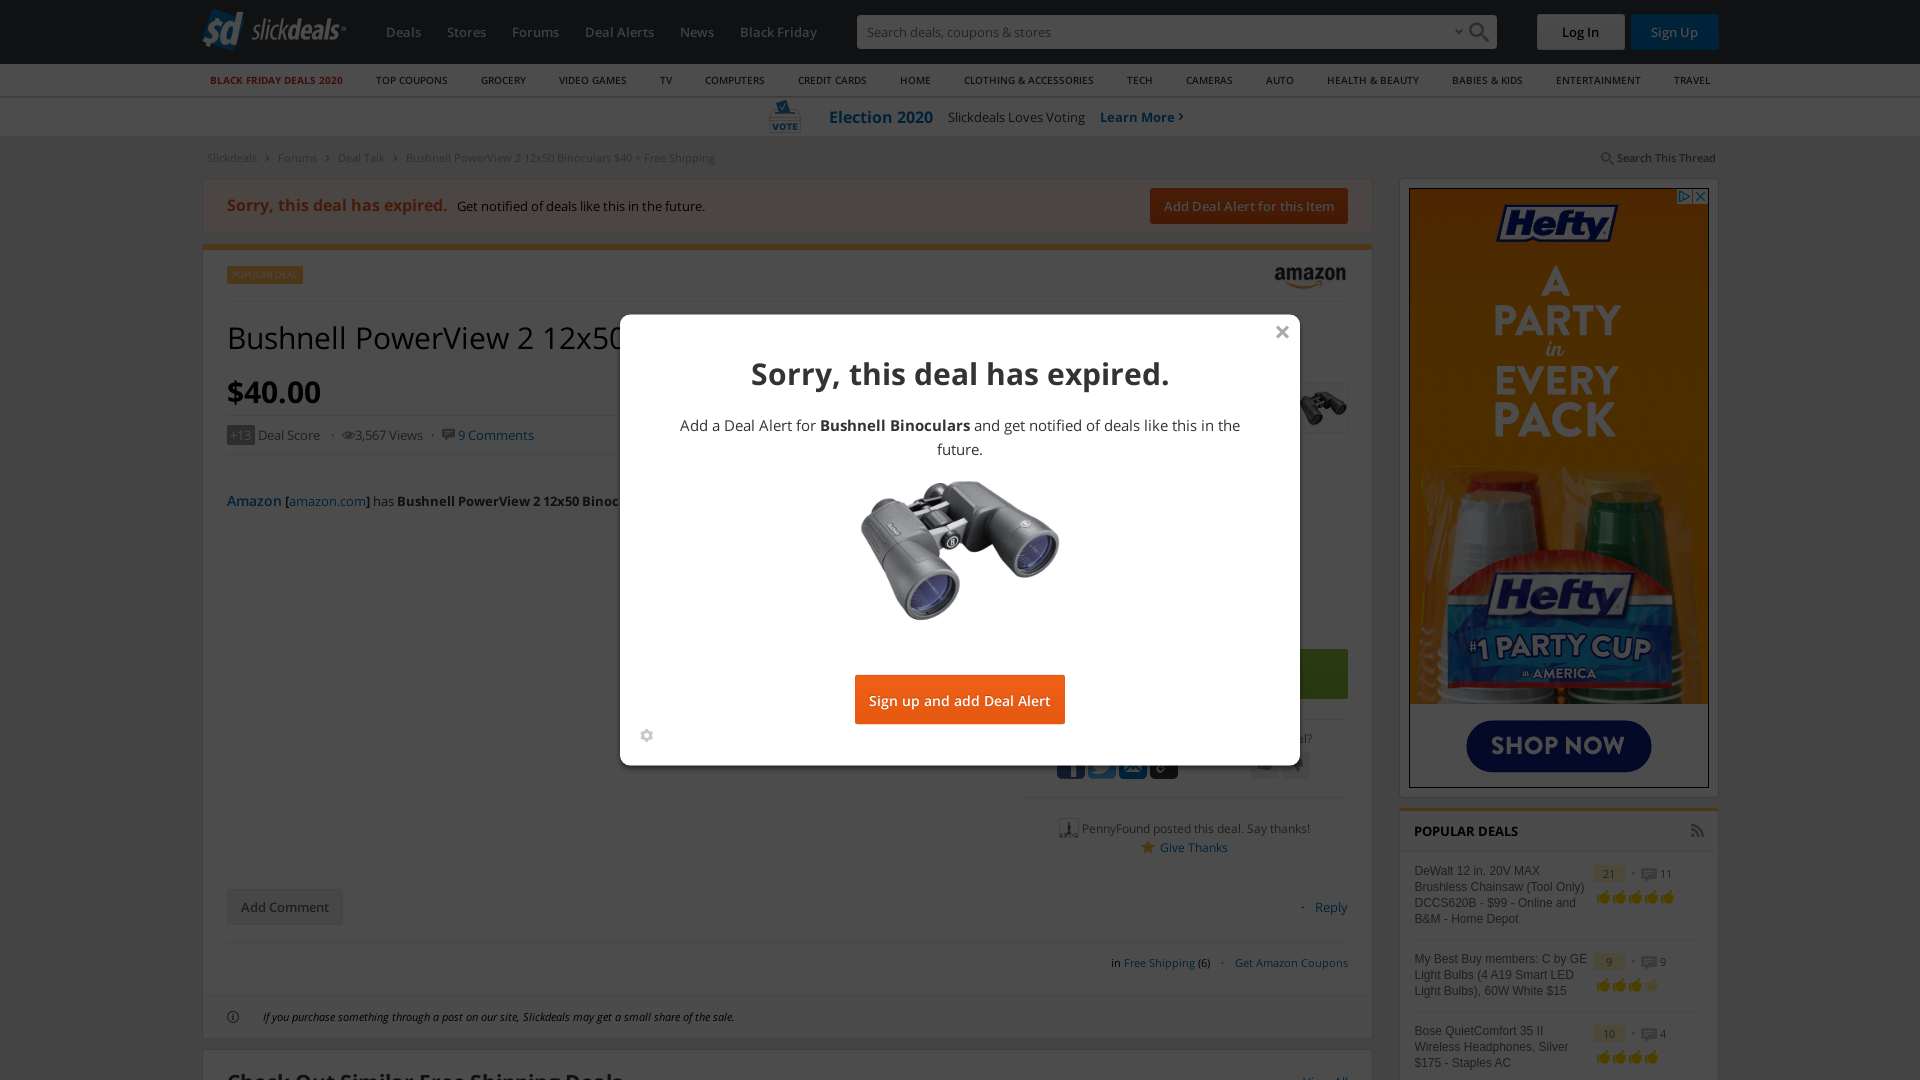 sd slickdeals
Deals Stores Forums Deal Alerts News Black Friday
Search deals, coupons & stores
Log In Sign Up
BLACK FRIDAY DEALS 2020 TOP COUPONS GROCERY VIDEO GAMES TV COMPUTERS CREDIT CARDS HOME CLOTHING & ACCESSORIES TECH CAMERAS AUTO HEALTH & BEAUTY BABIES & KIDS ENTERTAINMENT TRAVEL
VOTE Election 2020 Slickdeals Loves Voting Learn More
Slickdeals Forums Deal Talk Bushnell PowerView 2 12x50 Binoculars $40 + Free Shipping
Search This Thread
Sorry, this deal has expired. Get notified of deals like this in the future.
Add Deal Alert for this Item
POPULAR DEAL
amazon
Bushnell PowerView 2 12x50
$40.00
+13 Deal Score · 3,567 Views · 9 Comments
Amazon [amazon.com] has Bushnell PowerView 2 12x50 Binoc
Sorry, this deal has expired.
Add a Deal Alert for Bushnell Binoculars and get notified of deals like this in the
future.
Sign up and add Deal Alert
PennyFound posted this deal. Say thanks!
Give Thanks
Add Comment
· Reply
in Free Shipping (6) · Get Amazon Coupons
If you purchase something through a post on our site, Slickdeals may get a small share of the sale.
Hefty
A
PARTY
in
EVERY
PACK
Hefty
#1 PARTY CUP
in AMERICA
SHOP NOW
POPULAR DEALS
DeWalt 12 in. 20V MAX
Brushless Chainsaw (Tool Only)
DCCS620B - $99 - Online and
B&M - Home Depot
21 · 11
My Best Buy members: C by GE
Light Bulbs (4 A19 Smart LED
Light Bulbs), 60W White $15
9 · 9
Bose QuietComfort 35 II
Wireless Headphones, Silver
$175 - Staples AC
10 · 4